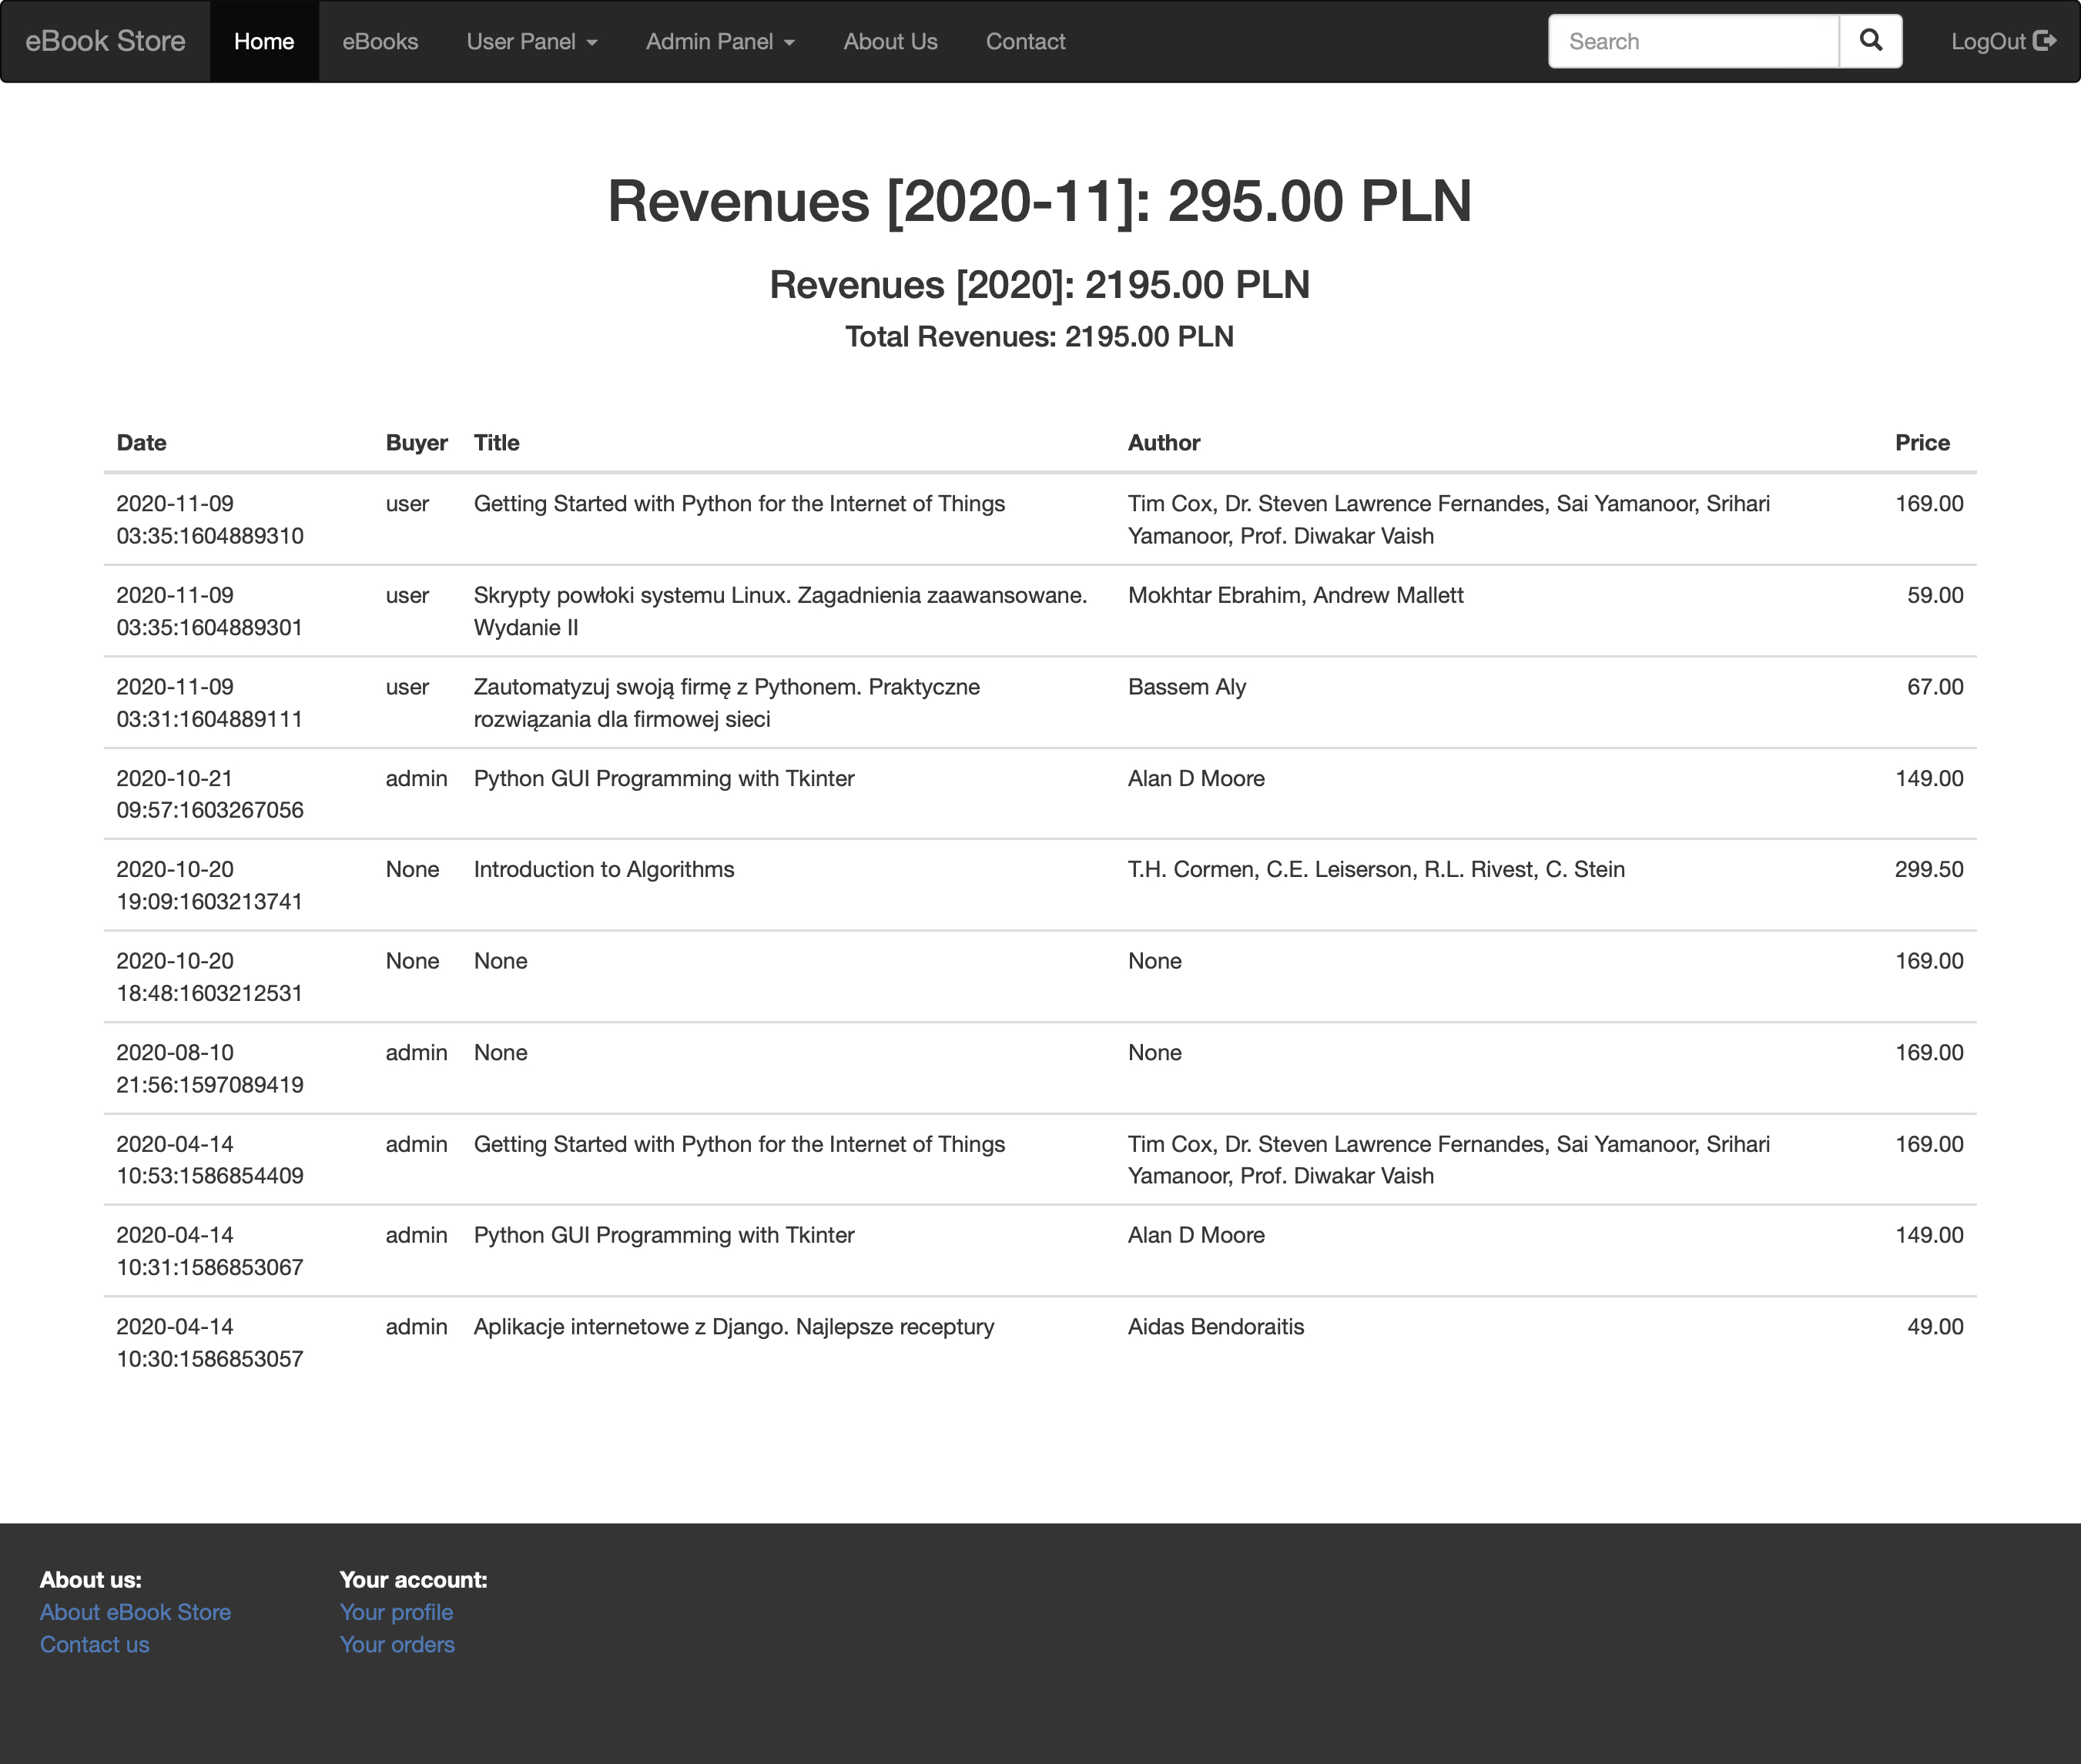 eBook Store Home eBooks User Panel Admin Panel About Us Contact Search LogOut
Revenues [2020-11]: 295.00 PLN
Revenues [2020]: 2195.00 PLN
Total Revenues: 2195.00 PLN
Date Buyer Title Author Price
2020-11-09 user Getting Started with Python for the Internet of Things Tim Cox, Dr. Steven Lawrence Fernandes, Sai Yamanoor, Srihari 169.00
03:35:1604889310 Yamanoor, Prof. Diwakar Vaish
2020-11-09 user Skrypty powłoki systemu Linux. Zagadnienia zaawansowane. Mokhtar Ebrahim, Andrew Mallett 59.00
03:35:1604889301 Wydanie II
2020-11-09 user Zautomatyzuj swoją firmę z Pythonem. Praktyczne Bassem Aly 67.00
03:31:1604889111 rozwiązania dla firmowej sieci
2020-10-21 admin Python GUI Programming with Tkinter Alan D Moore 149.00
09:57:1603267056
2020-10-20 None Introduction to Algorithms T.H. Cormen, C.E. Leiserson, R.L. Rivest, C. Stein 299.50
19:09:1603213741
2020-10-20 None None None 169.00
18:48:1603212531
2020-08-10 admin None None 169.00
21:56:1597089419
2020-04-14 admin Getting Started with Python for the Internet of Things Tim Cox, Dr. Steven Lawrence Fernandes, Sai Yamanoor, Srihari 169.00
10:53:1586854409 Yamanoor, Prof. Diwakar Vaish
2020-04-14 admin Python GUI Programming with Tkinter Alan D Moore 149.00
10:31:1586853067
2020-04-14 admin Aplikacje internetowe z Django. Najlepsze receptury Aidas Bendoraitis 49.00
10:30:1586853057
About us: Your account:
About eBook Store Your profile
Contact us Your orders